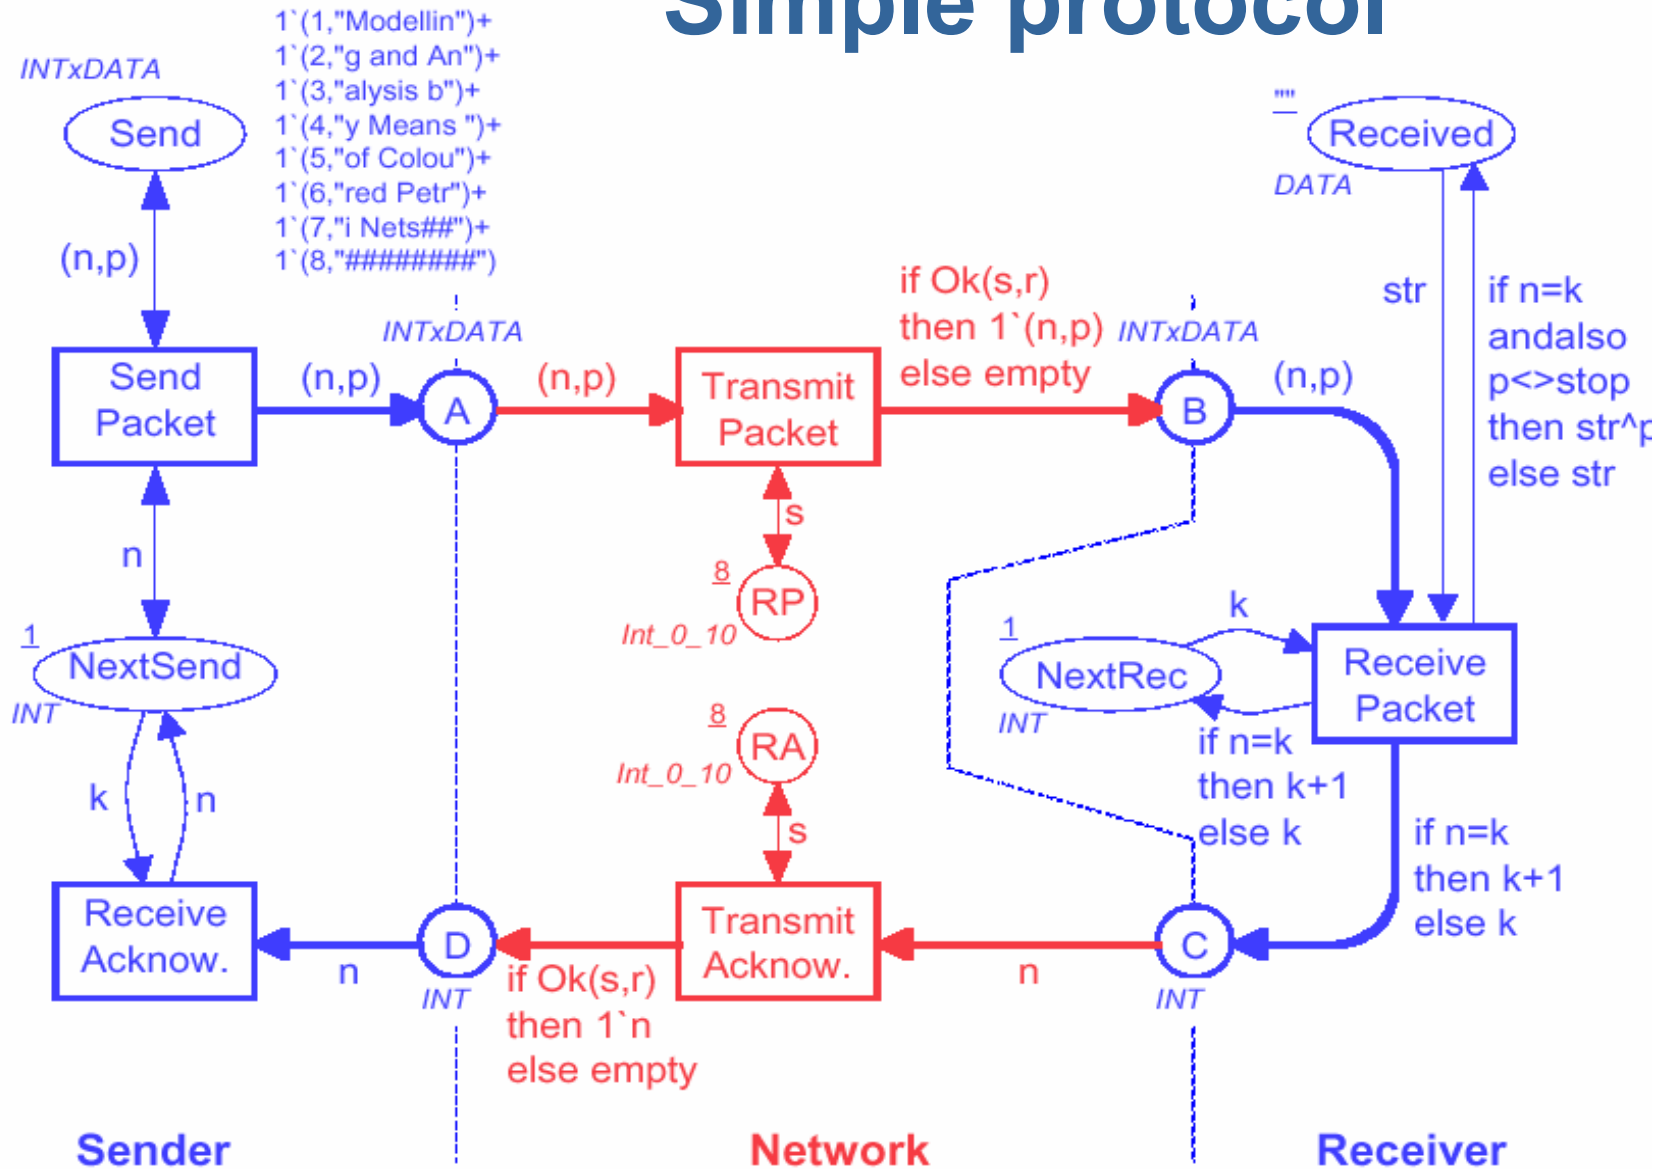 Simple protocol
1`(1,"Modellin")+
1`(2,"g and An")+
1`(3,"alysis b")+
1`(4,"y Means ")+
1`(5,"of Colou")+
1`(6,"red Petr")+
1`(7,"i Nets##")+
1`(8,"########")
INTxDATA
Send
""
Received
DATA
(n,p)
str
if n=k
andalso
p<>stop
then str^p
else str
INTxDATA
if Ok(s,r)
then 1`(n,p)
else empty
INTxDATA
Send
Packet
(n,p)
A
(n,p)
Transmit
Packet
B
(n,p)
n
s
8
RP
Int_0_10
k
1
NextSend
INT
1
NextRec
INT
Receive
Packet
8
RA
Int_0_10
if n=k
then k+1
else k
k
n
s
if n=k
then k+1
else k
Receive
Acknow.
n
D
INT
if Ok(s,r)
then 1`n
else empty
Transmit
Acknow.
n
C
INT
Sender
Network
Receiver